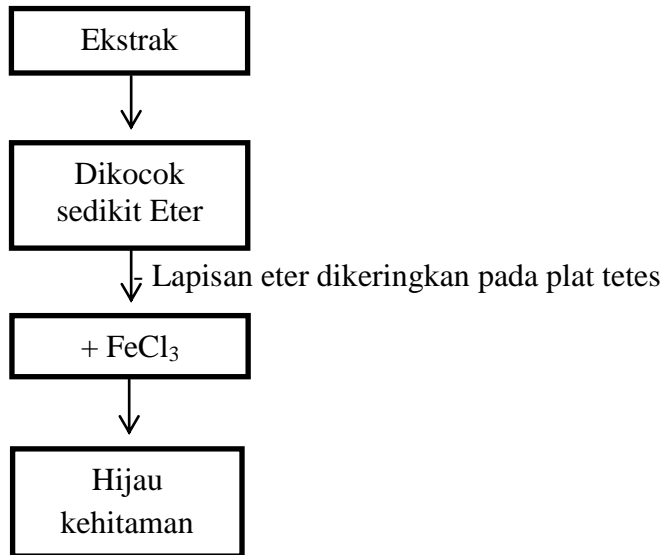 Ekstrak
Dikocok
sedikit Eter
- Lapisan eter dikeringkan pada plat tetes
+ FeCl₃
Hijau
kehitaman